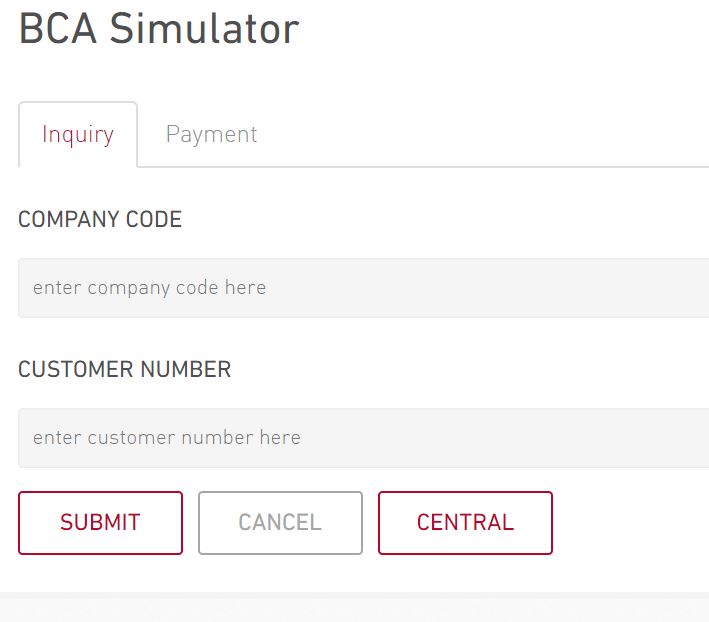 BCA Simulator
Inquiry Payment
COMPANY CODE
enter company code here
CUSTOMER NUMBER
enter customer number here
SUBMIT CANCEL CENTRAL